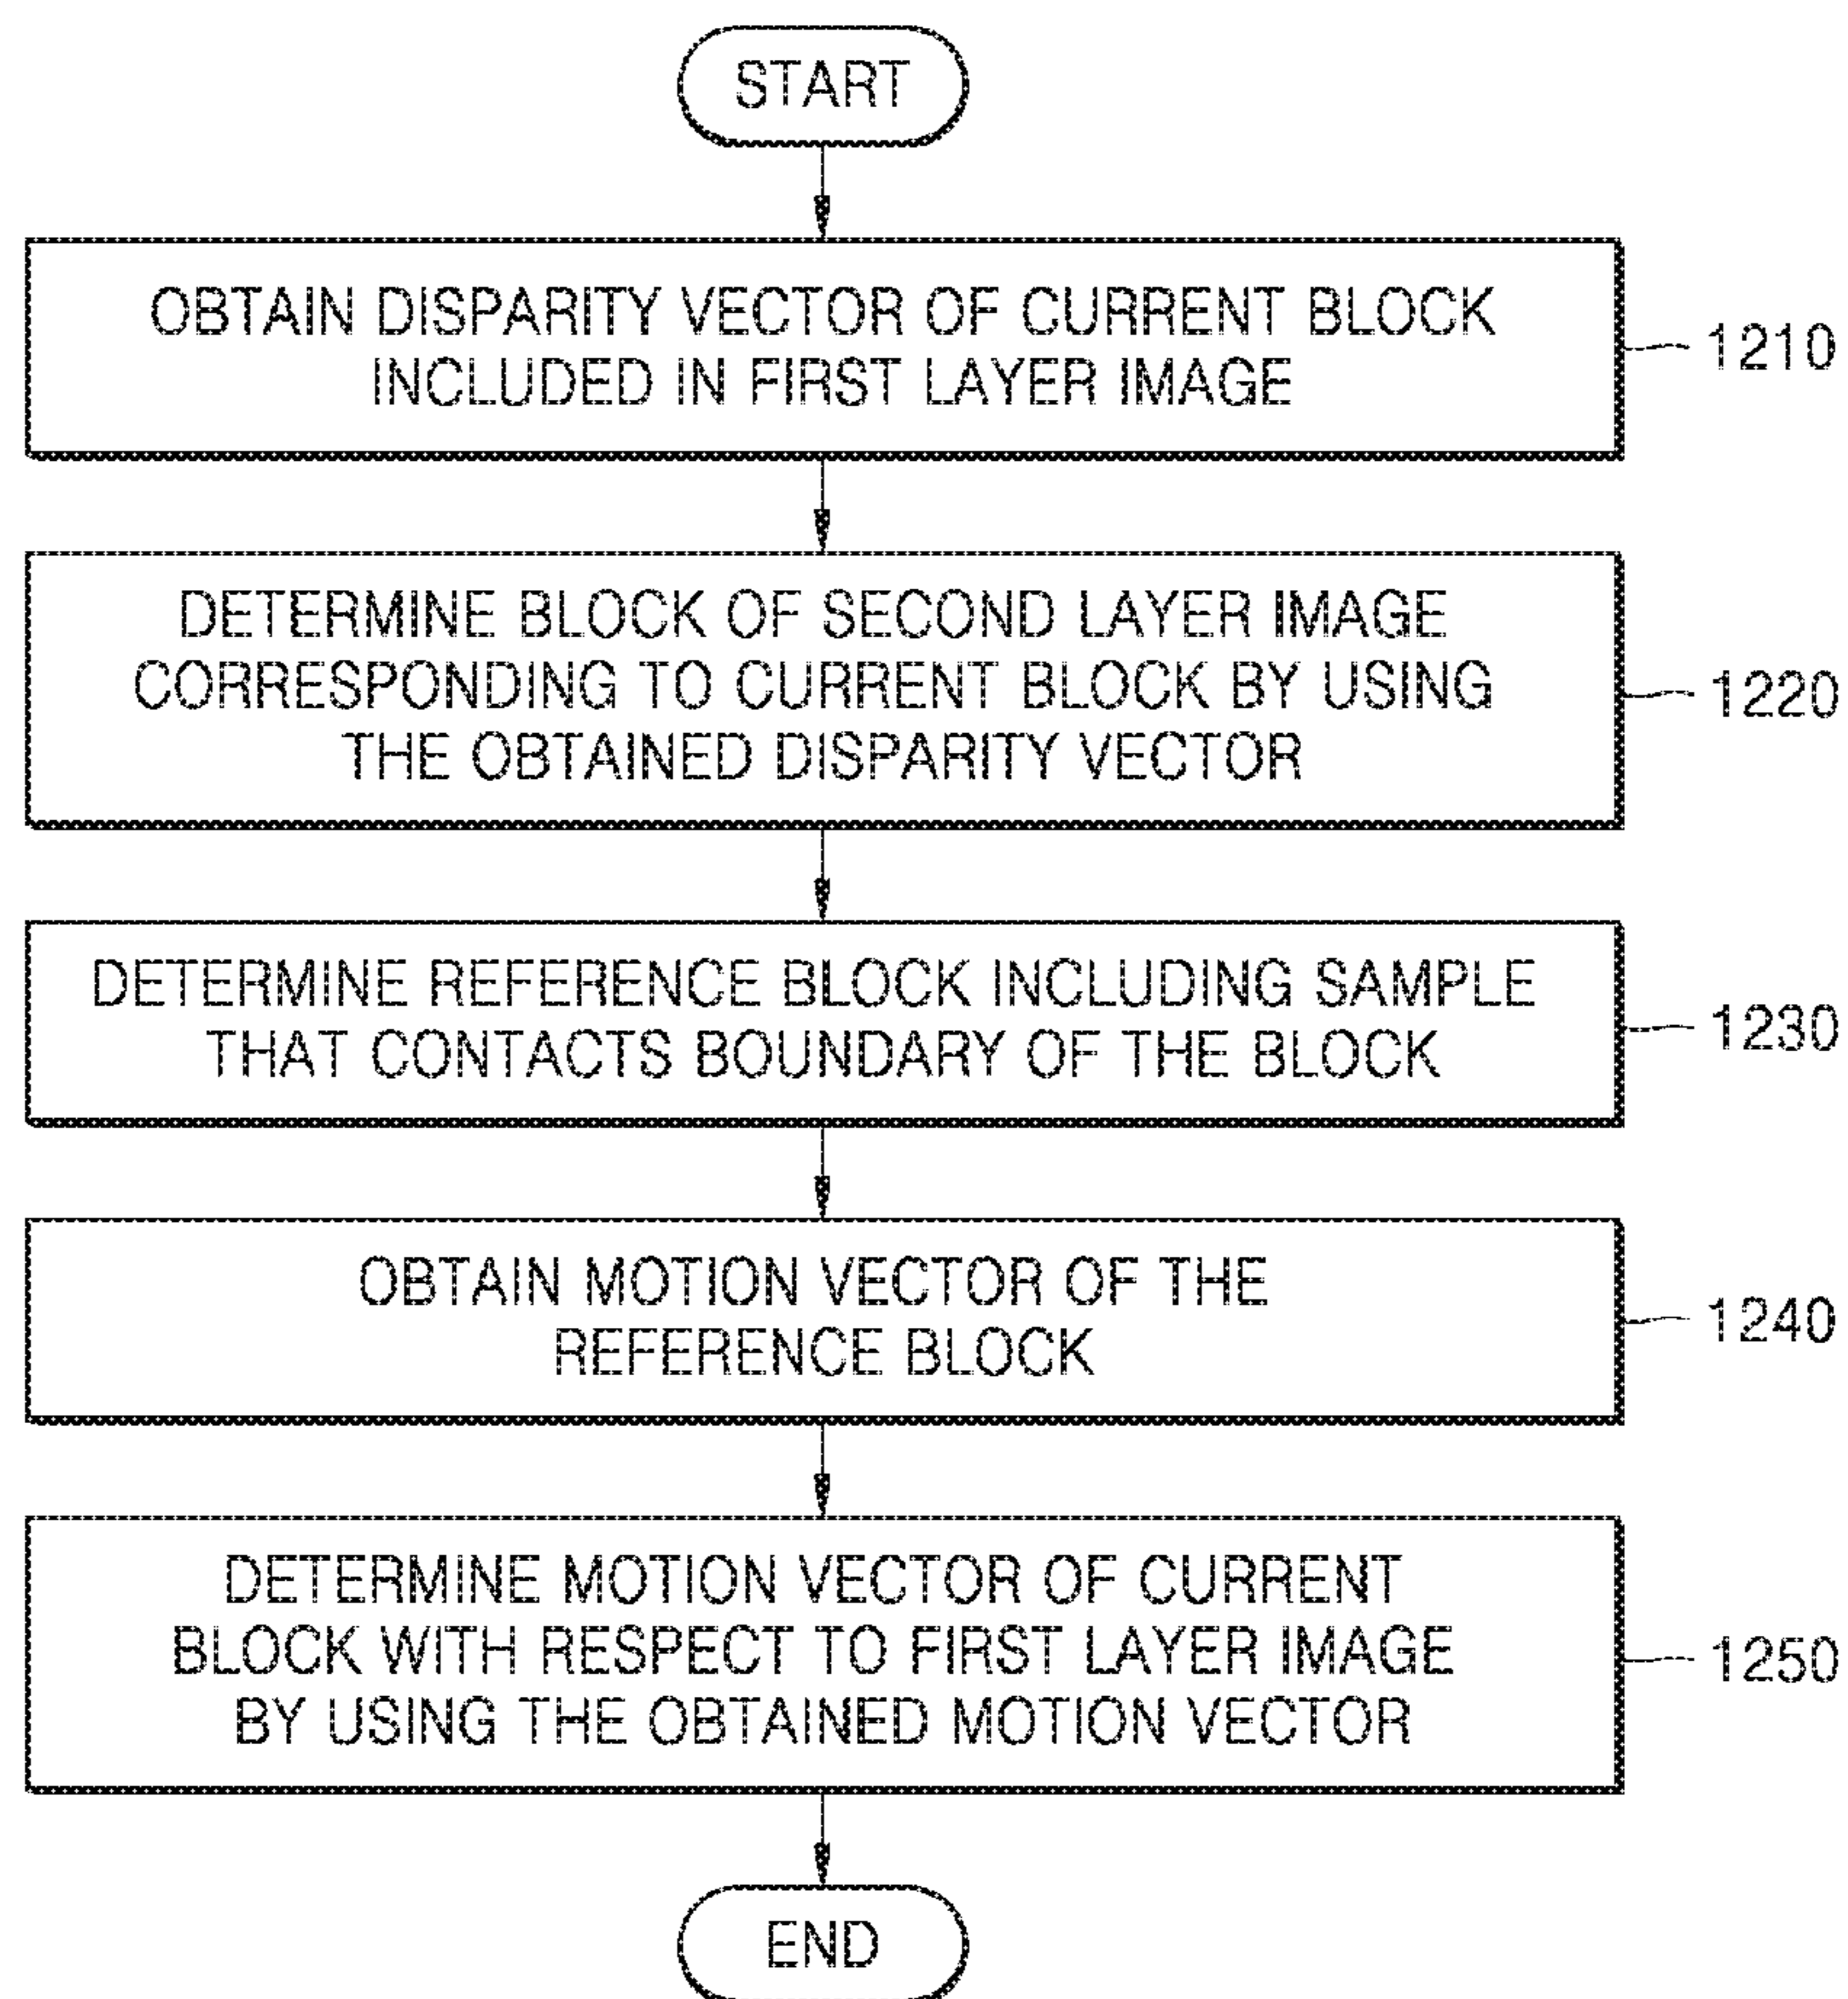 START
OBTAIN DISPARITY VECTOR OF CURRENT BLOCK
INCLUDED IN FIRST LAYER IMAGE
1210
DETERMINE BLOCK OF SECOND LAYER IMAGE
CORRESPONDING TO CURRENT BLOCK BY USING
THE OBTAINED DISPARITY VECTOR
1220
DETERMINE REFERENCE BLOCK INCLUDING SAMPLE
THAT CONTACTS BOUNDARY OF THE BLOCK
1230
OBTAIN MOTION VECTOR OF THE
REFERENCE BLOCK
1240
DETERMINE MOTION VECTOR OF CURRENT
BLOCK WITH RESPECT TO FIRST LAYER IMAGE
BY USING THE OBTAINED MOTION VECTOR
1250
END